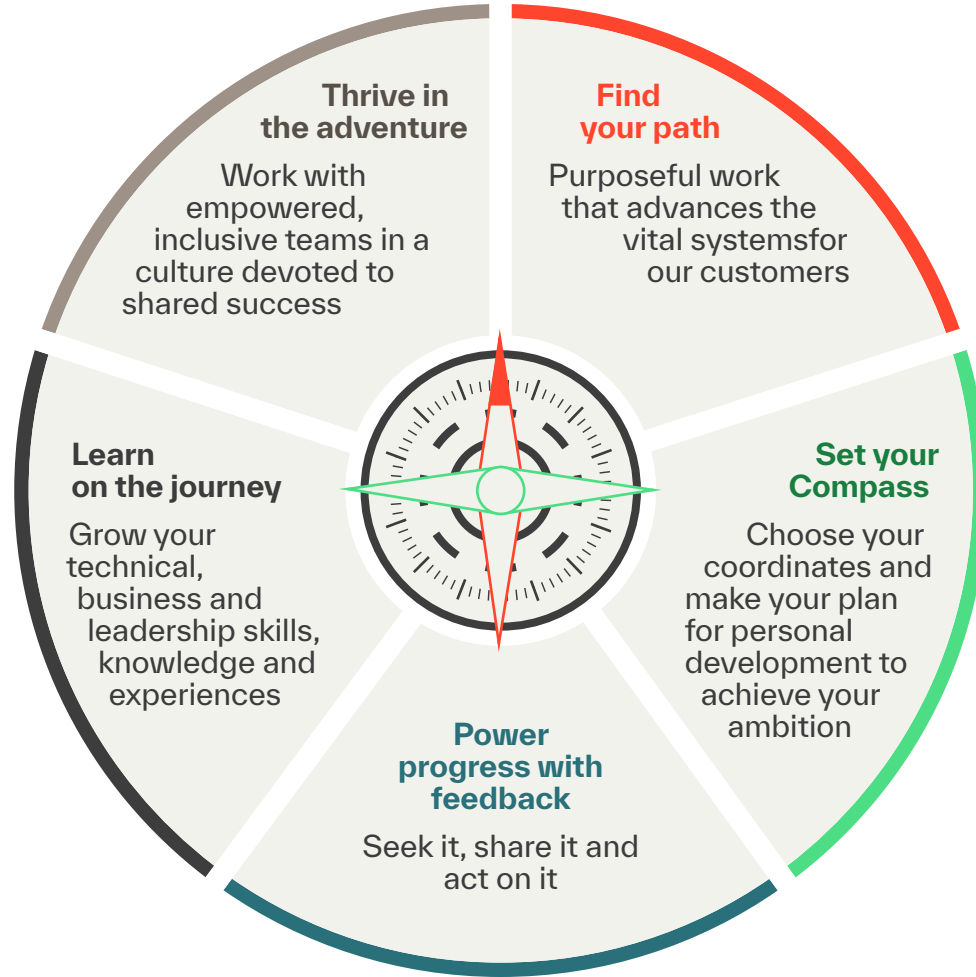 Thrive in
the adventure
Work with
empowered,
inclusive teams in a
culture devoted to
shared success
Find
your path
Purposeful work
that advances the
vital systemsfor
our customers
Set your
Compass
Choose your
coordinates and
make your plan
for personal
development to
achieve your
ambition
Power
progress with
feedback
Seek it, share it and
act on it
Learn
on the journey
Grow your
technical,
business and
leadership skills,
knowledge and
experiences